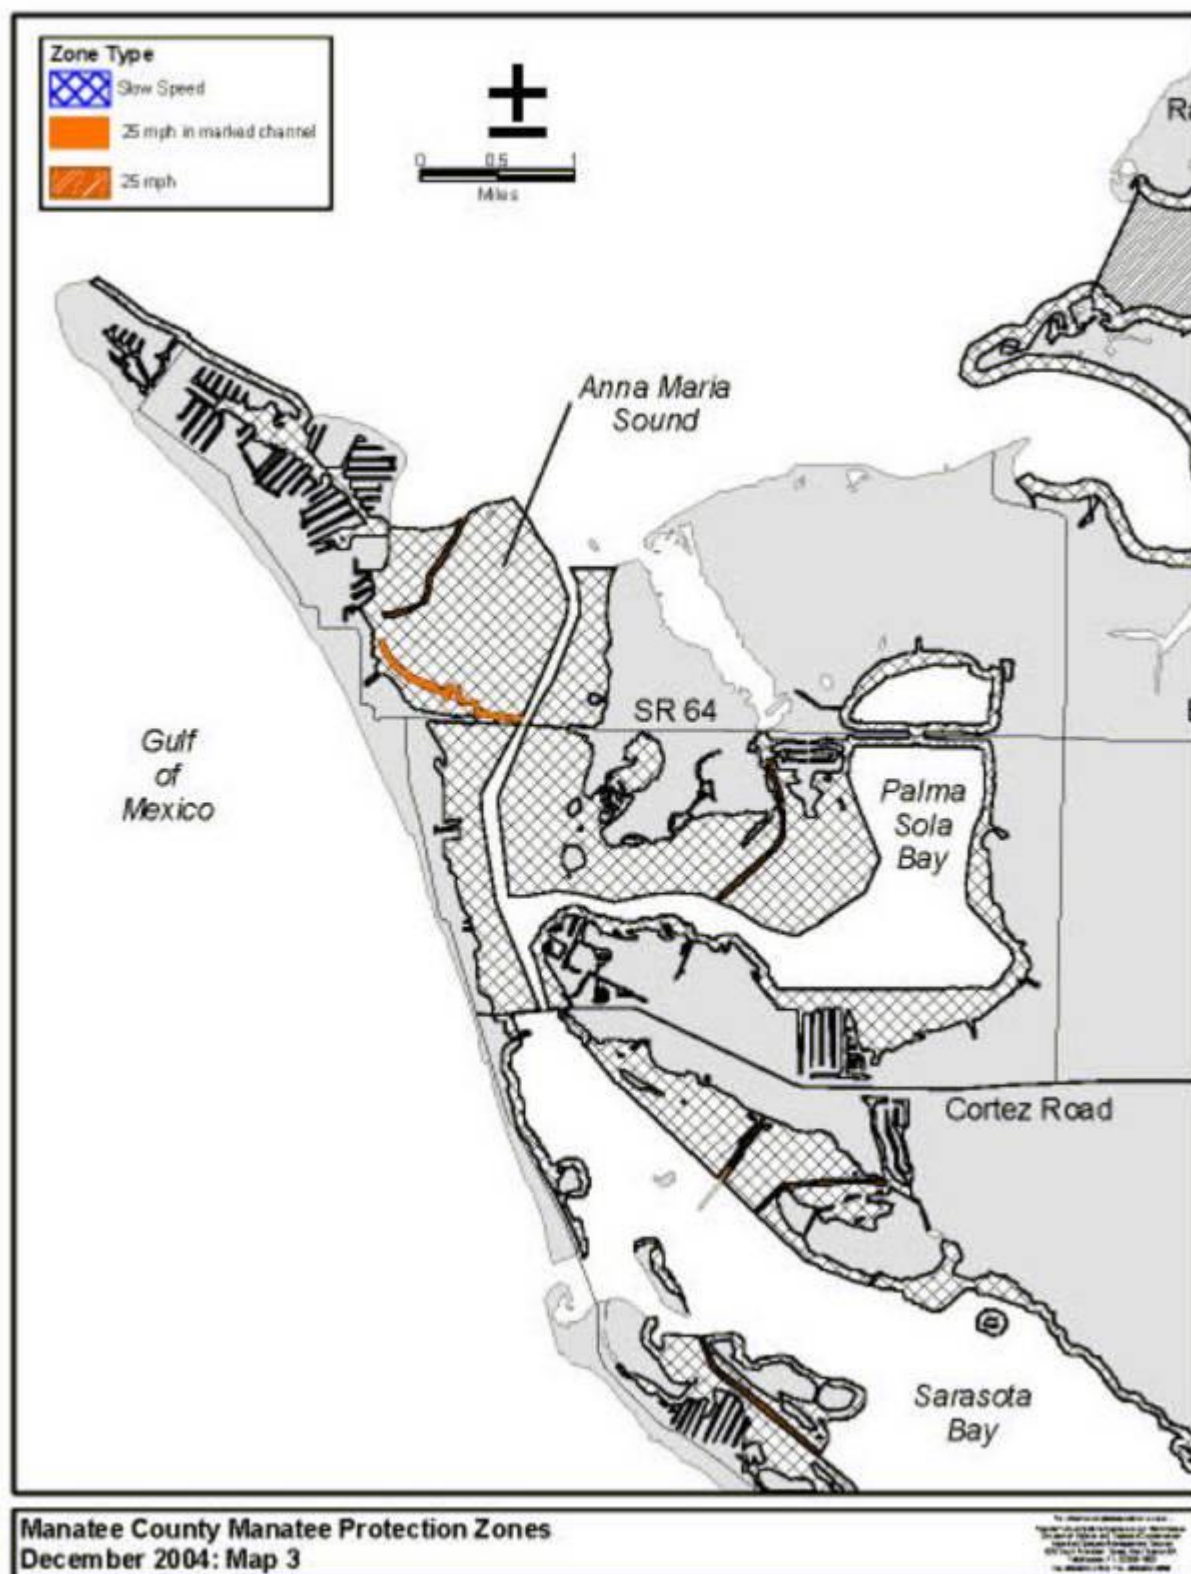 Zone Type
Slow Speed
25 mph in marked channel
25 mph
0 0.5 1
Miles
Ra
Anna Maria
Sound
SR 64
Gulf
of
Mexico
Palma
Sola
Bay
Cortez Road
Sarasota
Bay
Manatee County Manatee Protection Zones
December 2004: Map 3